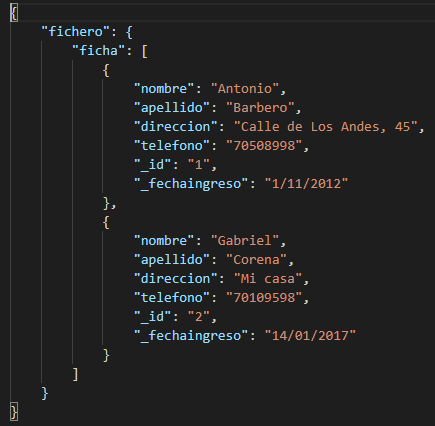 {
    "fichero": {
        "ficha": [
            {
                "nombre": "Antonio",
                "apellido": "Barbero",
                "direccion": "Calle de Los Andes, 45",
                "telefono": "70508998",
                "_id": "1",
                "_fechaingreso": "1/11/2012"
            },
            {
                "nombre": "Gabriel",
                "apellido": "Corena",
                "direccion": "Mi casa",
                "telefono": "70109598",
                "_id": "2",
                "_fechaingreso": "14/01/2017"
            }
        ]
    }
}